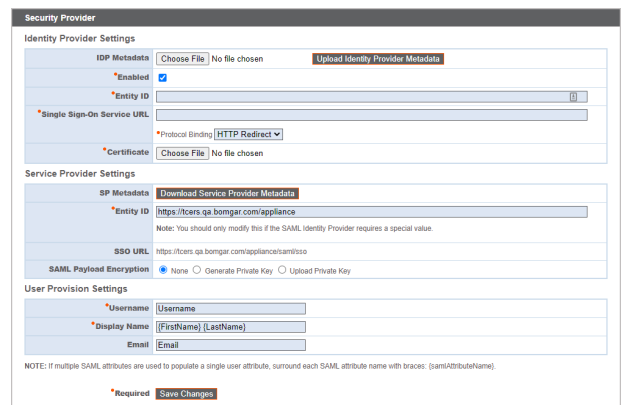 Security Provider
Identity Provider Settings
IDP Metadata Choose File No file chosen Upload Identity Provider Metadata
*Enabled
*Entity ID
*Single Sign-On Service URL
*Protocol Binding HTTP Redirect
*Certificate Choose File No file chosen
Service Provider Settings
SP Metadata Download Service Provider Metadata
*Entity ID https://tcers.qa.bomgar.com/appliance
Note: You should only modify this if the SAML Identity Provider requires a special value.
SSO URL https://tcers.qa.bomgar.com/appliance/saml/sso
SAML Payload Encryption None Generate Private Key Upload Private Key
User Provision Settings
*Username Username
*Display Name {FirstName} {LastName}
Email Email
NOTE: If multiple SAML attributes are used to populate a single user attribute, surround each SAML attribute name with braces: {samlAttributeName}.
*Required Save Changes